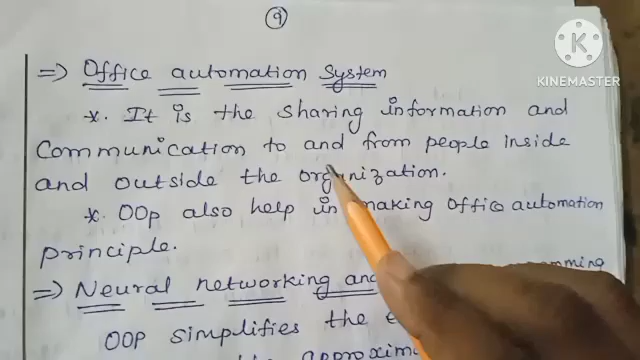 9
K
KINEMASTER
=> Office automation System
*. It is the sharing information and
Communication to and from people inside
and outside the organization.
*. OOP also help in making Office automation
principle.
=> Neural networking and
OOP simplifies the